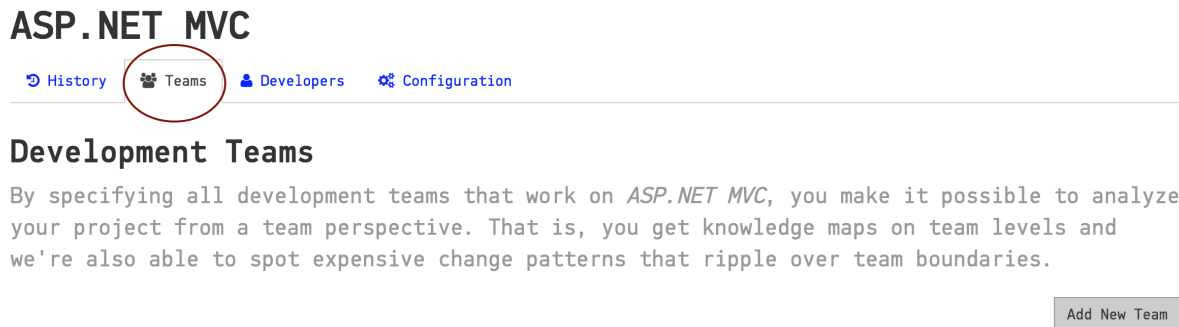 ASP.NET MVC
History Teams Developers Configuration
Development Teams
By specifying all development teams that work on ASP.NET MVC, you make it possible to analyze
your project from a team perspective. That is, you get knowledge maps on team levels and
we're also able to spot expensive change patterns that ripple over team boundaries.
Add New Team